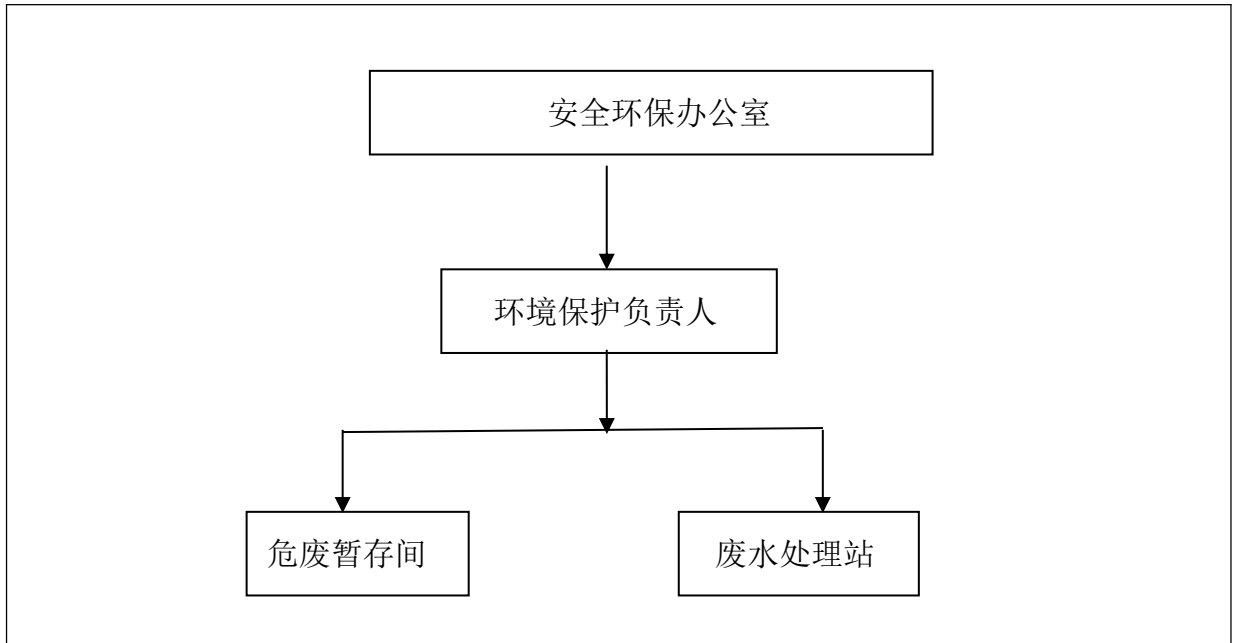 安全环保办公室
环境保护负责人
危废暂存间
废水处理站